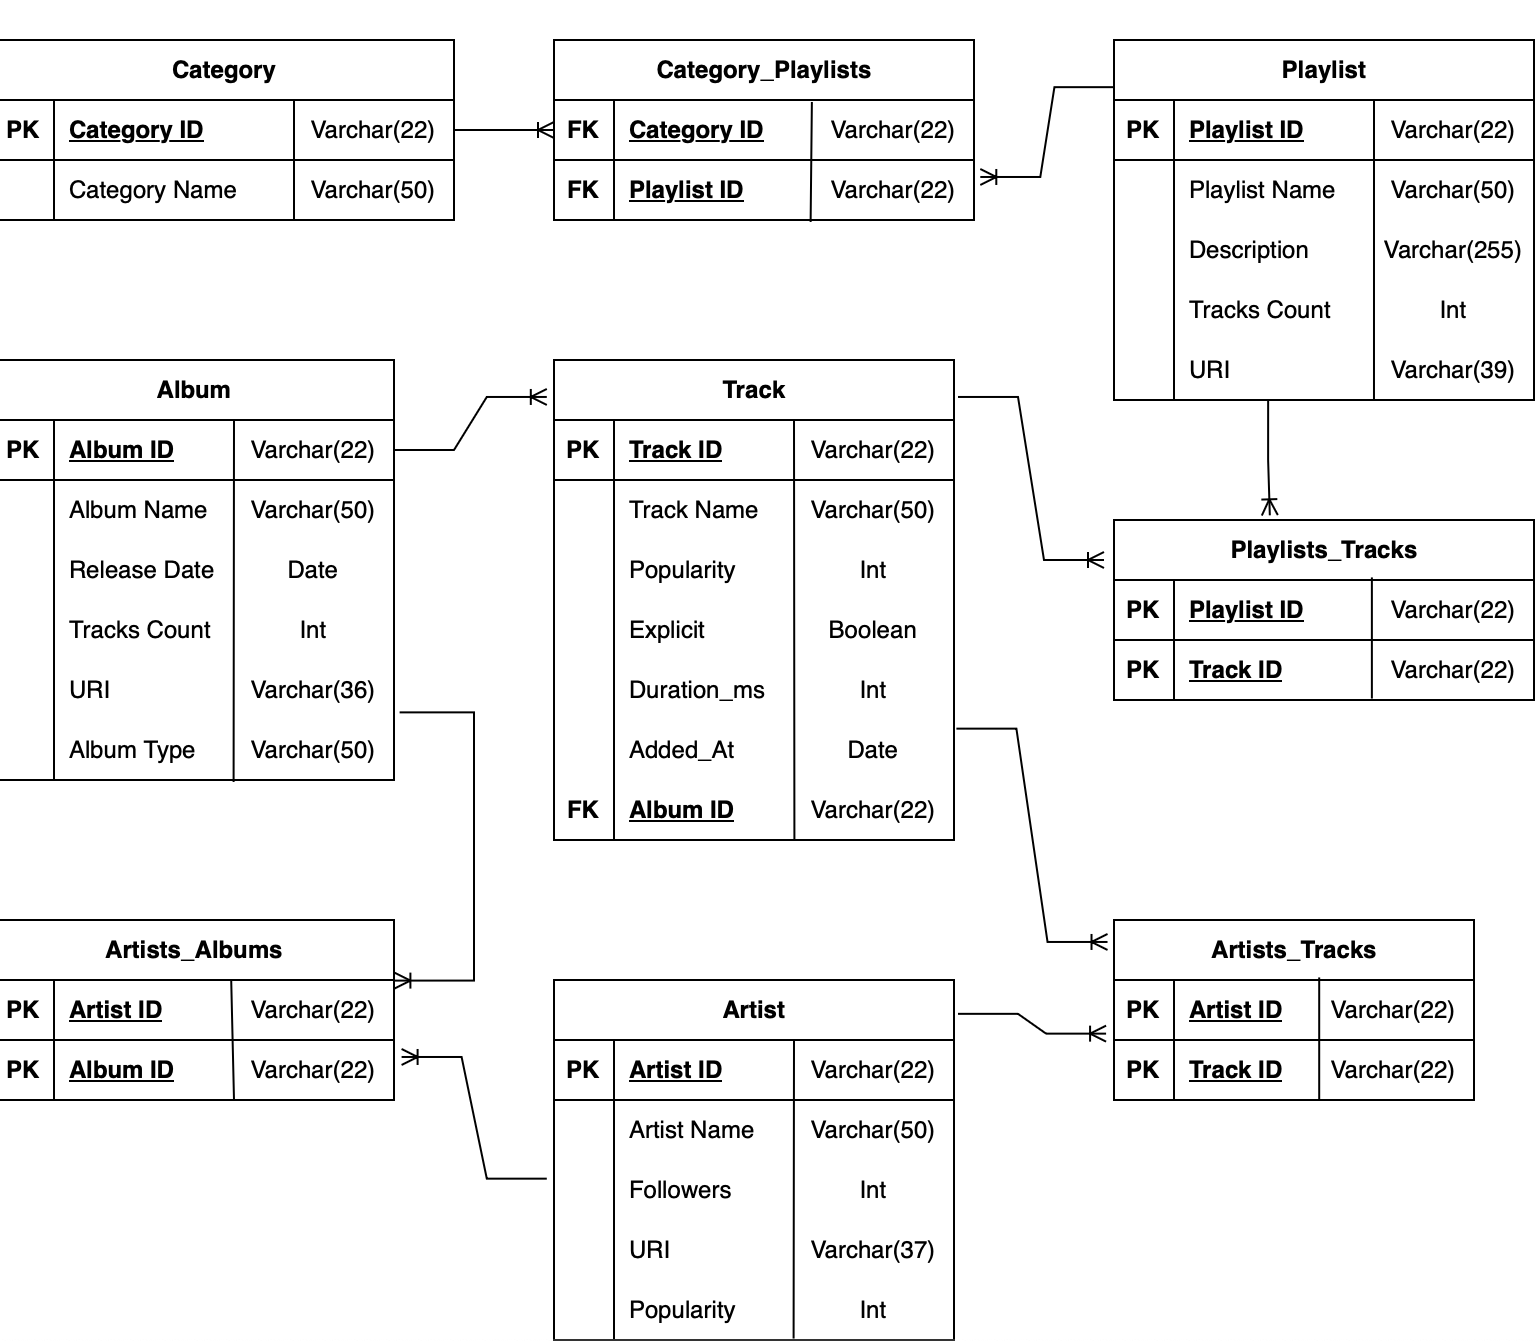 Category
PK Category ID Varchar(22)
Category Name Varchar(50)
Category_Playlists
FK Category ID Varchar(22)
FK Playlist ID Varchar(22)
Playlist
PK Playlist ID Varchar(22)
Playlist Name Varchar(50)
Description Varchar(255)
Tracks Count Int
URI Varchar(39)
Album
PK Album ID Varchar(22)
Album Name Varchar(50)
Release Date Date
Tracks Count Int
URI Varchar(36)
Album Type Varchar(50)
Track
PK Track ID Varchar(22)
Track Name Varchar(50)
Popularity Int
Explicit Boolean
Duration_ms Int
Added_At Date
FK Album ID Varchar(22)
Playlists_Tracks
PK Playlist ID Varchar(22)
PK Track ID Varchar(22)
Artists_Albums
PK Artist ID Varchar(22)
PK Album ID Varchar(22)
Artist
PK Artist ID Varchar(22)
Artist Name Varchar(50)
Followers Int
URI Varchar(37)
Popularity Int
Artists_Tracks
PK Artist ID Varchar(22)
PK Track ID Varchar(22)